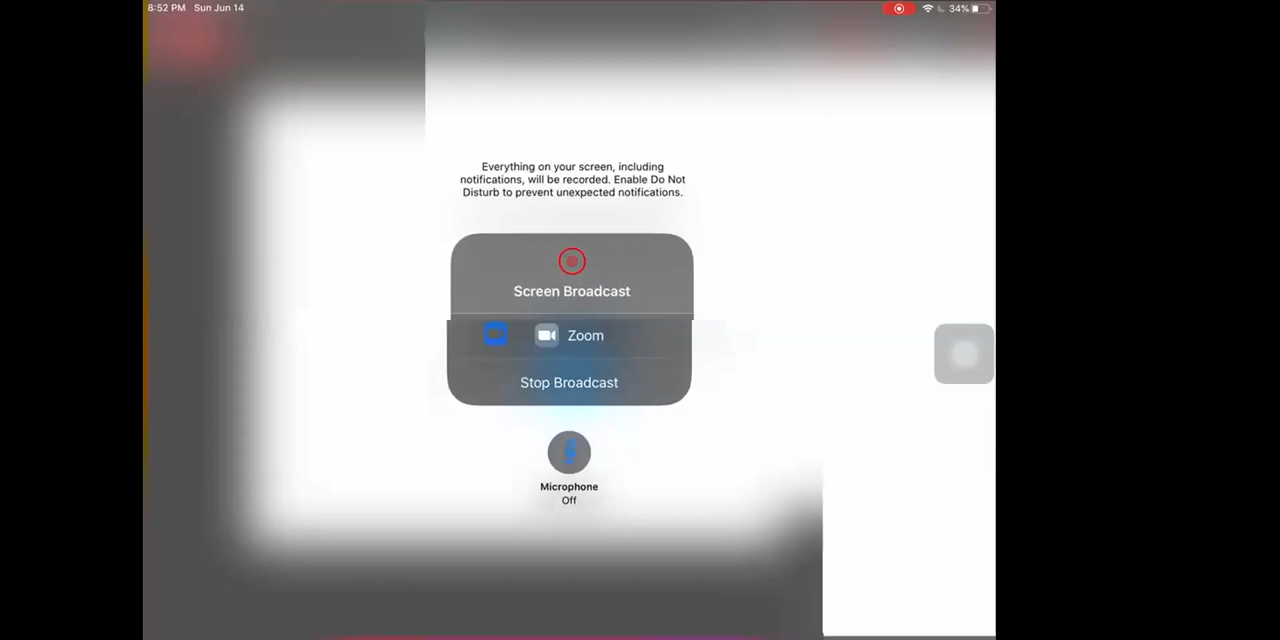 8:52 PM Sun Jun 14
34%
Everything on your screen, including
notifications, will be recorded. Enable Do Not
Disturb to prevent unexpected notifications.
Screen Broadcast
Zoom
Stop Broadcast
Microphone
Off